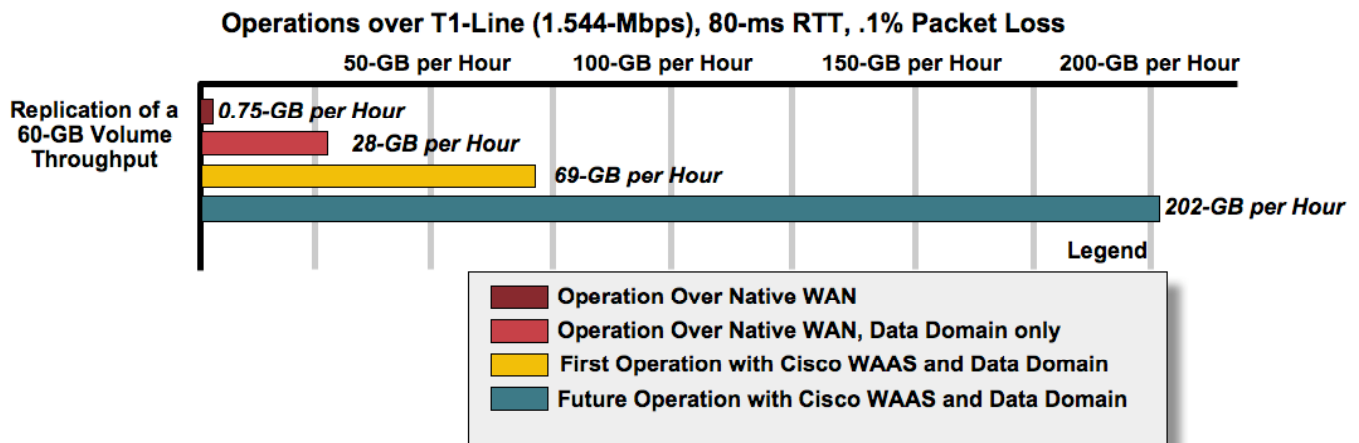 Operations over T1-Line (1.544-Mbps), 80-ms RTT, .1% Packet Loss
50-GB per Hour 100-GB per Hour 150-GB per Hour 200-GB per Hour
Replication of a
60-GB Volume
Throughput
0.75-GB per Hour
28-GB per Hour
69-GB per Hour
202-GB per Hour
Legend
Operation Over Native WAN
Operation Over Native WAN, Data Domain only
First Operation with Cisco WAAS and Data Domain
Future Operation with Cisco WAAS and Data Domain